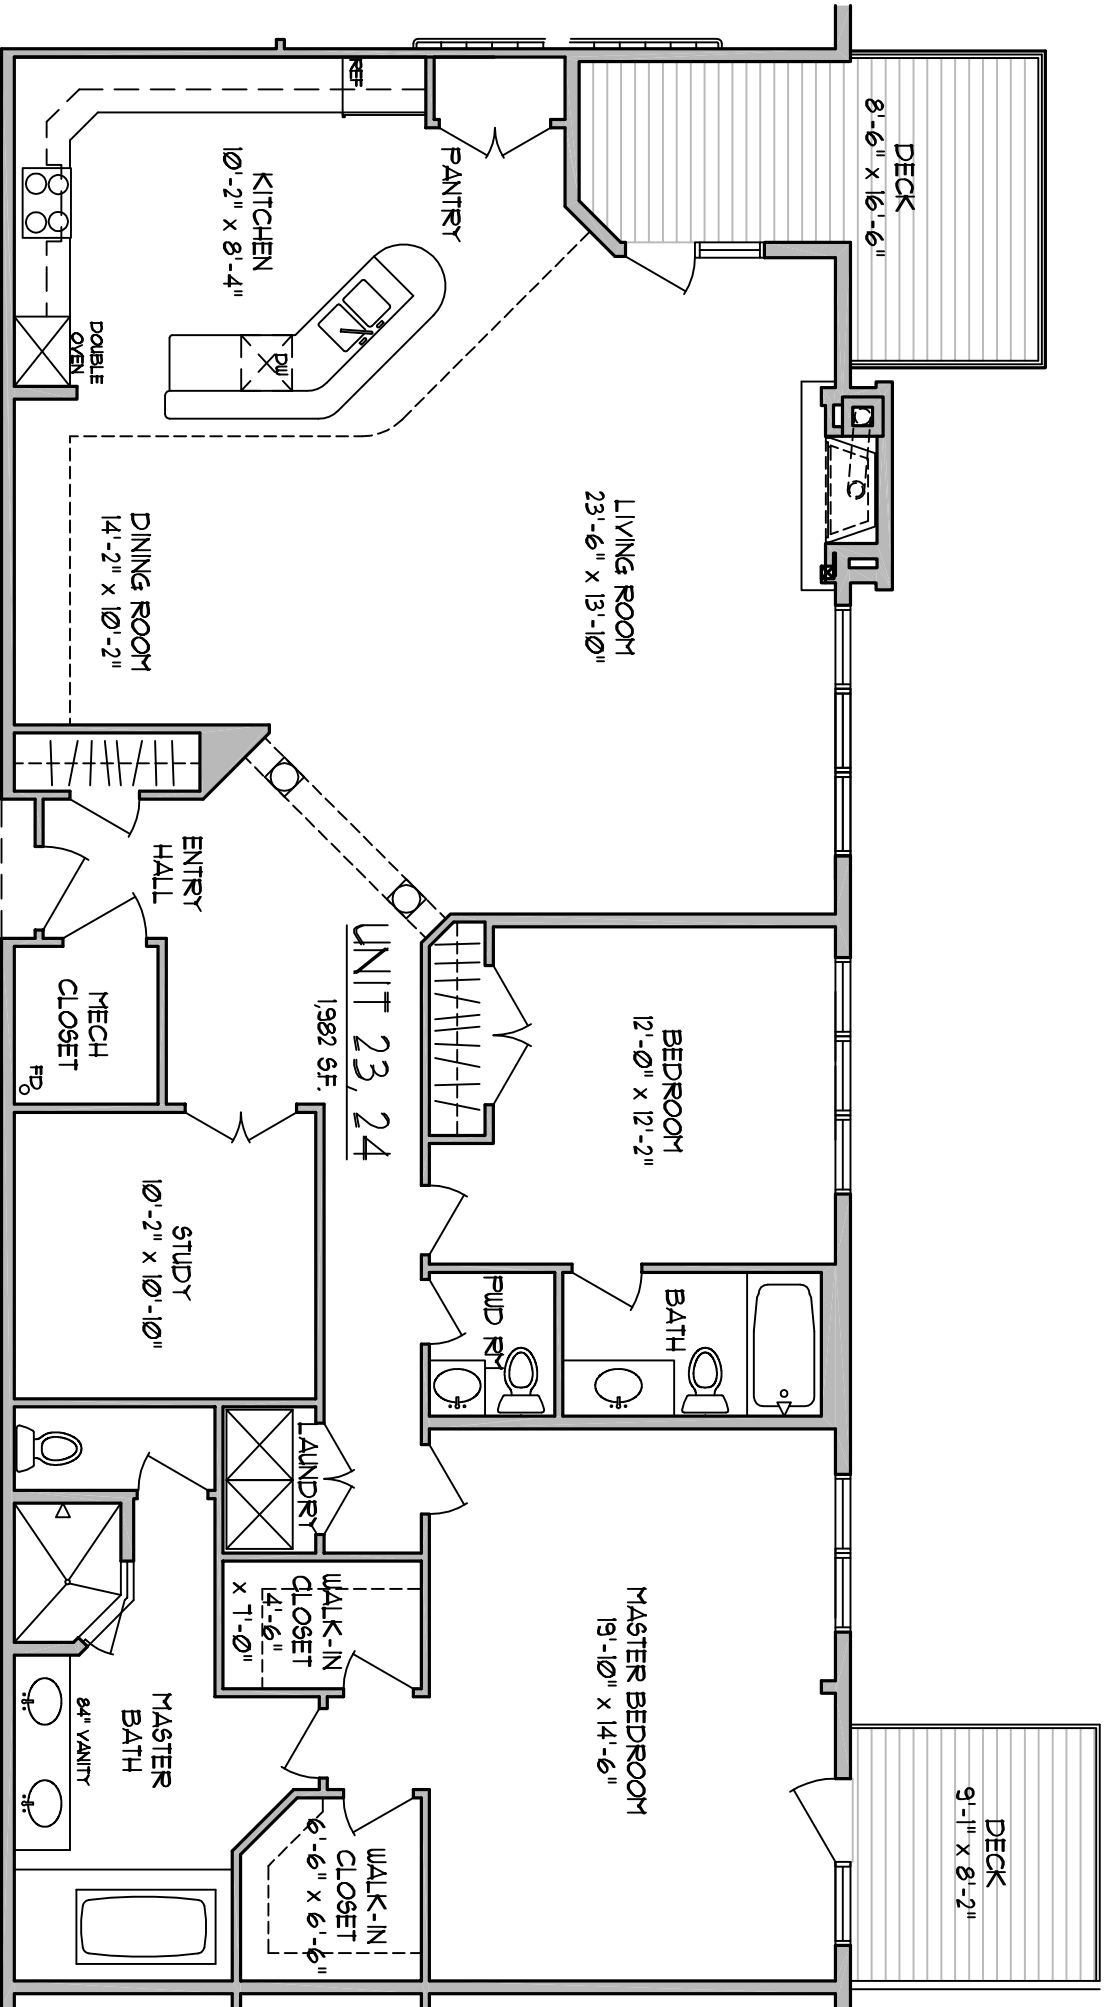 DECK
8'-6" x 16'-6"
REF
PANTRY
KITCHEN
10'-2" x 8'-4"
DOUBLE
OVEN
DW
LIVING ROOM
23'-6" x 13'-10"
DINING ROOM
14'-2" x 10'-2"
ENTRY
HALL
MECH
CLOSET
FD
UNIT 23, 24
1,982 S.F.
BEDROOM
12'-0" x 12'-2"
STUDY
10'-2" x 10'-10"
PWD RM
BATH
LAUNDRY
WALK-IN
CLOSET
4'-6"
x 7'-0"
MASTER BEDROOM
19'-10" x 14'-6"
MASTER
BATH
84" VANITY
WALK-IN
CLOSET
6'-6" x 6'-6"
DECK
9'-1" x 8'-2"